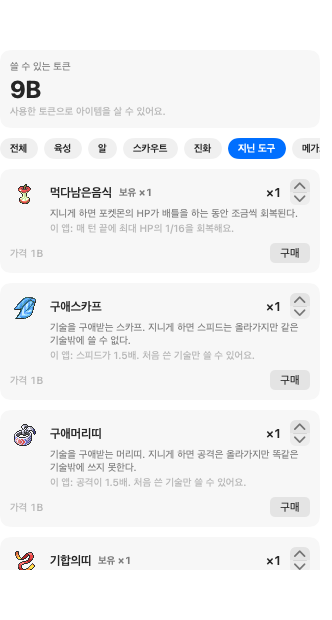 쓸 수 있는 토큰
9B
사용한 토큰으로 아이템을 살 수 있어요.
전체 육성 알 스카우트 진화 지닌 도구 메가
먹다남은음식 보유 ×1 ×1
지니게 하면 포켓몬의 HP가 배틀을 하는 동안 조금씩 회복된다.
이 앱: 매 턴 끝에 최대 HP의 1/16을 회복해요.
가격 1B 구매
구애스카프 ×1
기술을 구애받는 스카프. 지니게 하면 스피드는 올라가지만 같은
기술밖에 쓸 수 없다.
이 앱: 스피드가 1.5배. 처음 쓴 기술만 쓸 수 있어요.
가격 1B 구매
구애머리띠 ×1
기술을 구애받는 머리띠. 지니게 하면 공격은 올라가지만 똑같은
기술밖에 쓰지 못한다.
이 앱: 공격이 1.5배. 처음 쓴 기술만 쓸 수 있어요.
가격 1B 구매
기합의띠 보유 ×1 ×1